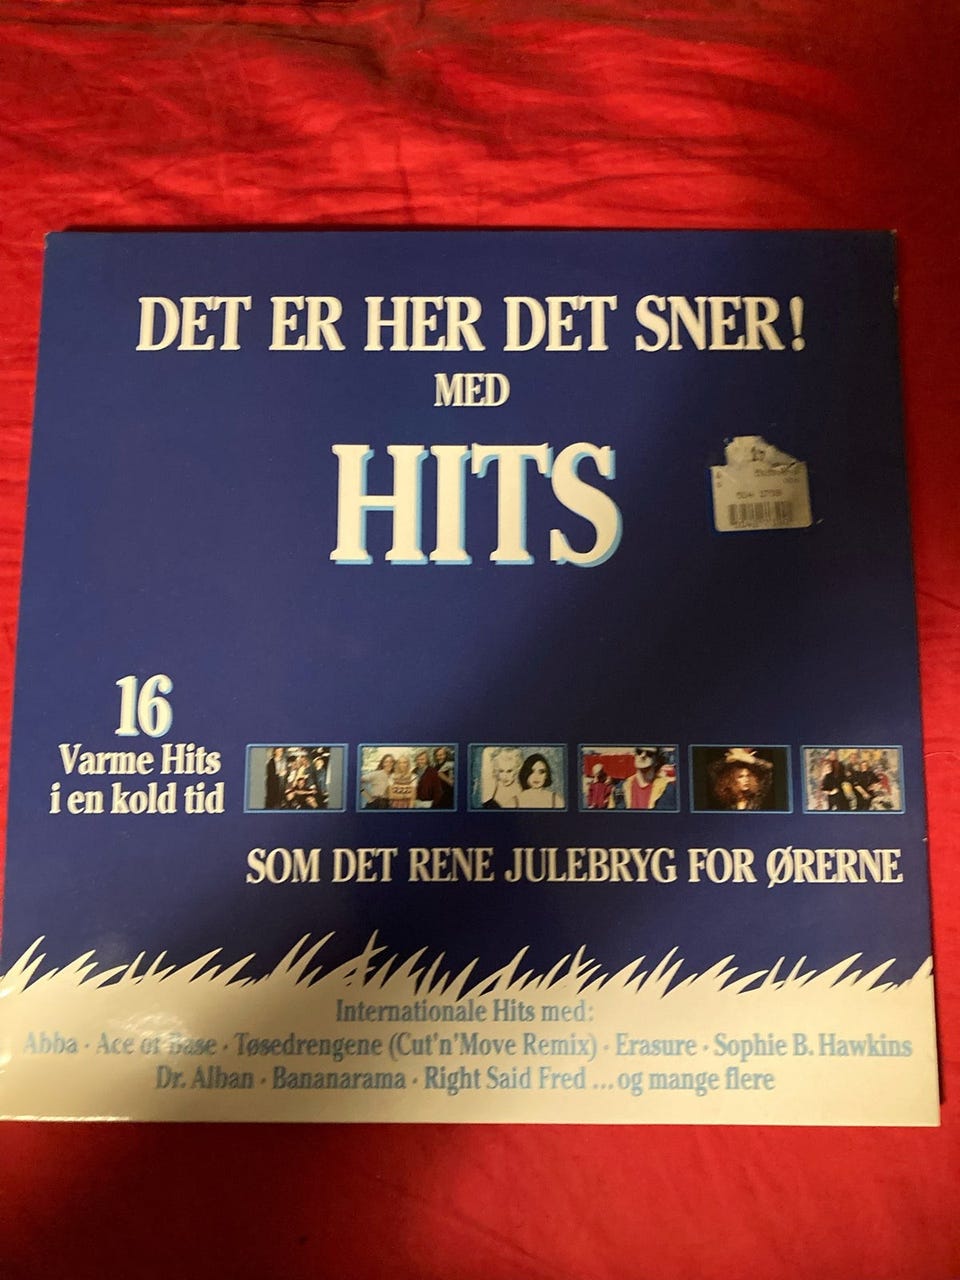 DET ER HER DET SNER!
MED
HITS
16
Varme Hits
i en kold tid
SOM DET RENE JULEBRYG FOR ØRERNE
Internationale Hits med:
Abba · Ace of Base · Tøsedrengene (Cut'n'Move Remix) · Erasure · Sophie B. Hawkins
Dr. Alban · Bananarama · Right Said Fred ... og mange flere